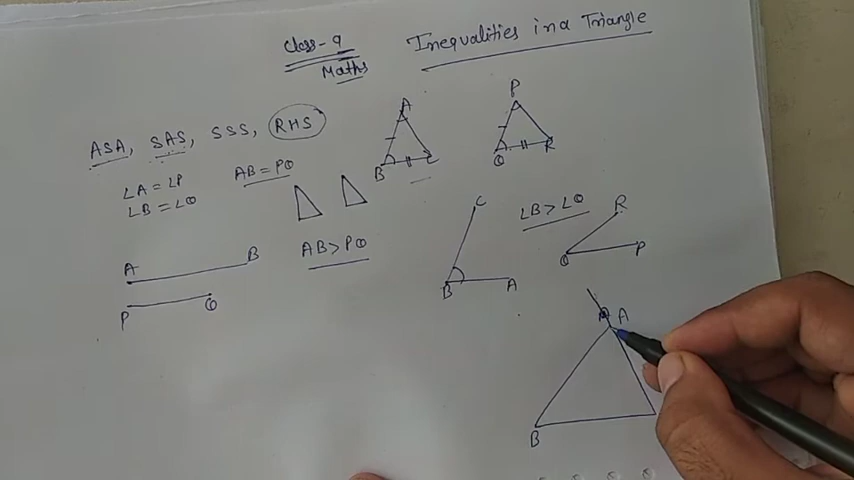 Class-9
Maths
Inequalities in a Triangle
ASA, SAS, SSS, RHS
A
B
C
P
Q
R
∠A = ∠P
∠B = ∠Q
AB = PQ
AB > PQ
A
B
P
Q
C
B
A
∠B > ∠Q
R
Q
P
A
B